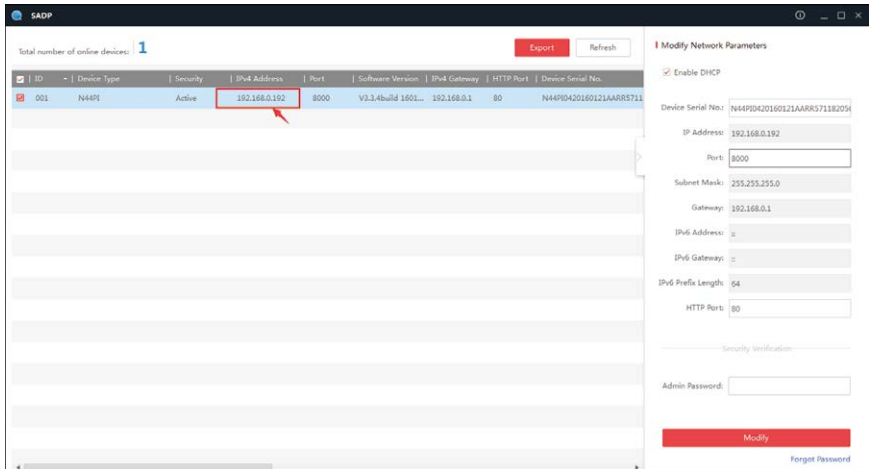 SADP
Total number of online devices: 1
Export
Refresh
ID | Device Type | Security | IPv4 Address | Port | Software Version | IPv4 Gateway | HTTP Port | Device Serial No.
001 N44PI Active 192.168.0.192 8000 V3.3.4build 1601... 192.168.0.1 80 N44PI0420160121AARR5711
Modify Network Parameters
Enable DHCP
Device Serial No.: N44PI0420160121AARR57118205
IP Address: 192.168.0.192
Port: 8000
Subnet Mask: 255.255.255.0
Gateway: 192.168.0.1
IPv6 Address: ::
IPv6 Gateway: ::
IPv6 Prefix Length: 64
HTTP Port: 80
Security Verification
Admin Password:
Modify
Forgot Password